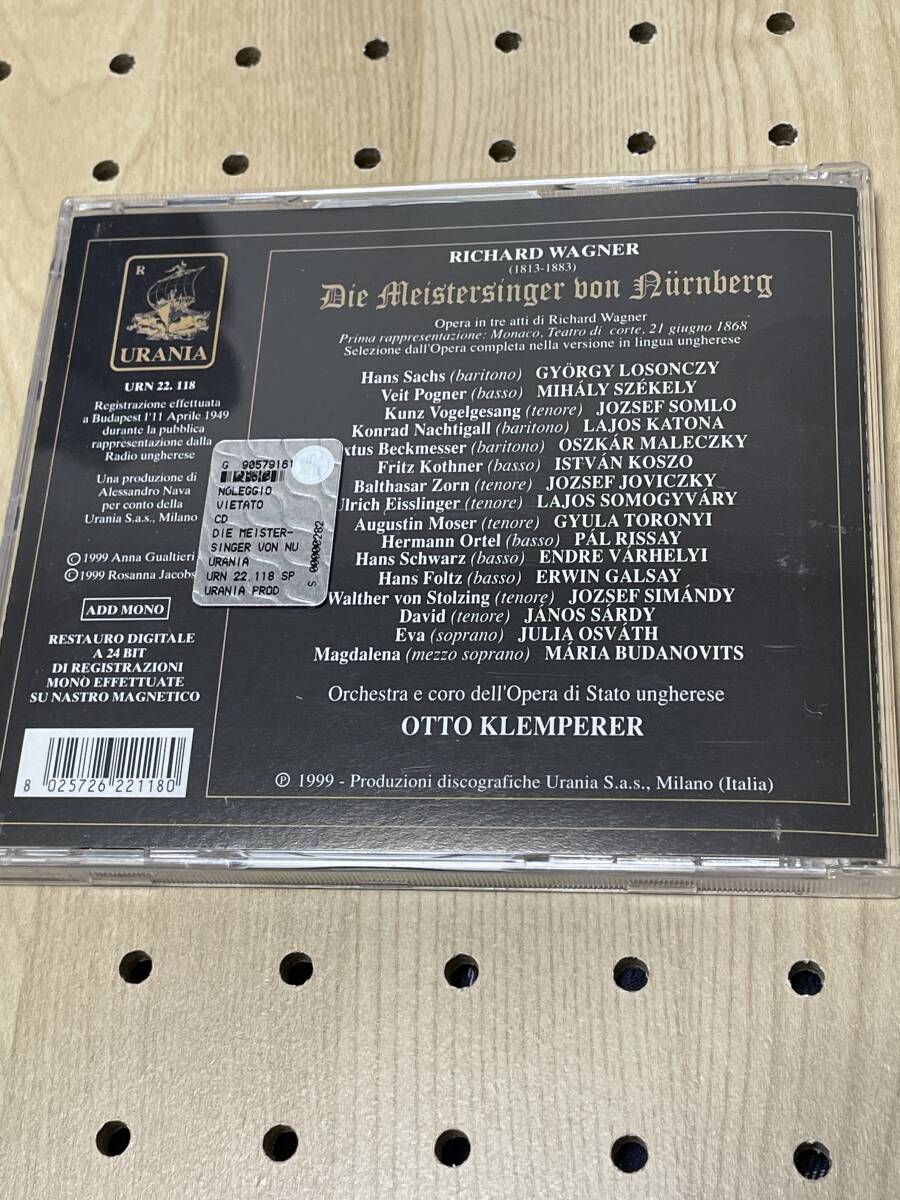 R
URANIA
URN 22. 118
Registrazione effettuata
a Budapest l'11 Aprile 1949
durante la pubblica
rappresentazione dalla
Radio ungherese
Una produzione di
Alessandro Nava
per conto della
Urania S.a.s., Milano
© 1999 Anna Gualtieri
© 1999 Rosanna Jacobs
ADD MONO
RESTAURO DIGITALE
A 24 BIT
DI REGISTRAZIONI
MONÒ EFFETTUATE
SU NASTRO MAGNETICO
8 025726 221180
G 90579161
NOLEGGIO
VIETATO
CD
DIE MEISTER-
SINGER VON NU
URANIA
URN 22.118 SP
URANIA PROD
S 00000282
RICHARD WAGNER
(1813-1883)
Die Meistersinger von Nürnberg
Opera in tre atti di Richard Wagner
Prima rappresentazione: Monaco, Teatro di corte, 21 giugno 1868
Selezione dall'Opera completa nella versione in lingua ungherese
Hans Sachs (baritono) GYÖRGY LOSONCZY
Veit Pogner (basso) MIHÁLY SZÉKELY
Kunz Vogelgesang (tenore) JOZSEF SOMLO
Konrad Nachtigall (baritono) LAJOS KATONA
xtus Beckmesser (baritono) OSZKÁR MALECZKY
Fritz Kothner (basso) ISTVÁN KOSZO
Balthasar Zorn (tenore) JOZSEF JOVICZKY
Ulrich Eisslinger (tenore) LAJOS SOMOGYVÁRY
Augustin Moser (tenore) GYULA TORONYI
Hermann Ortel (basso) PÁL RISSAY
Hans Schwarz (basso) ENDRE VÁRHELYI
Hans Foltz (basso) ERWIN GALSAY
Walther von Stolzing (tenore) JOZSEF SIMÁNDY
David (tenore) JÁNOS SÁRDY
Eva (soprano) JULIA OSVÁTH
Magdalena (mezzo soprano) MÁRIA BUDANOVITS
Orchestra e coro dell'Opera di Stato ungherese
OTTO KLEMPERER
℗ 1999 - Produzioni discografiche Urania S.a.s., Milano (Italia)